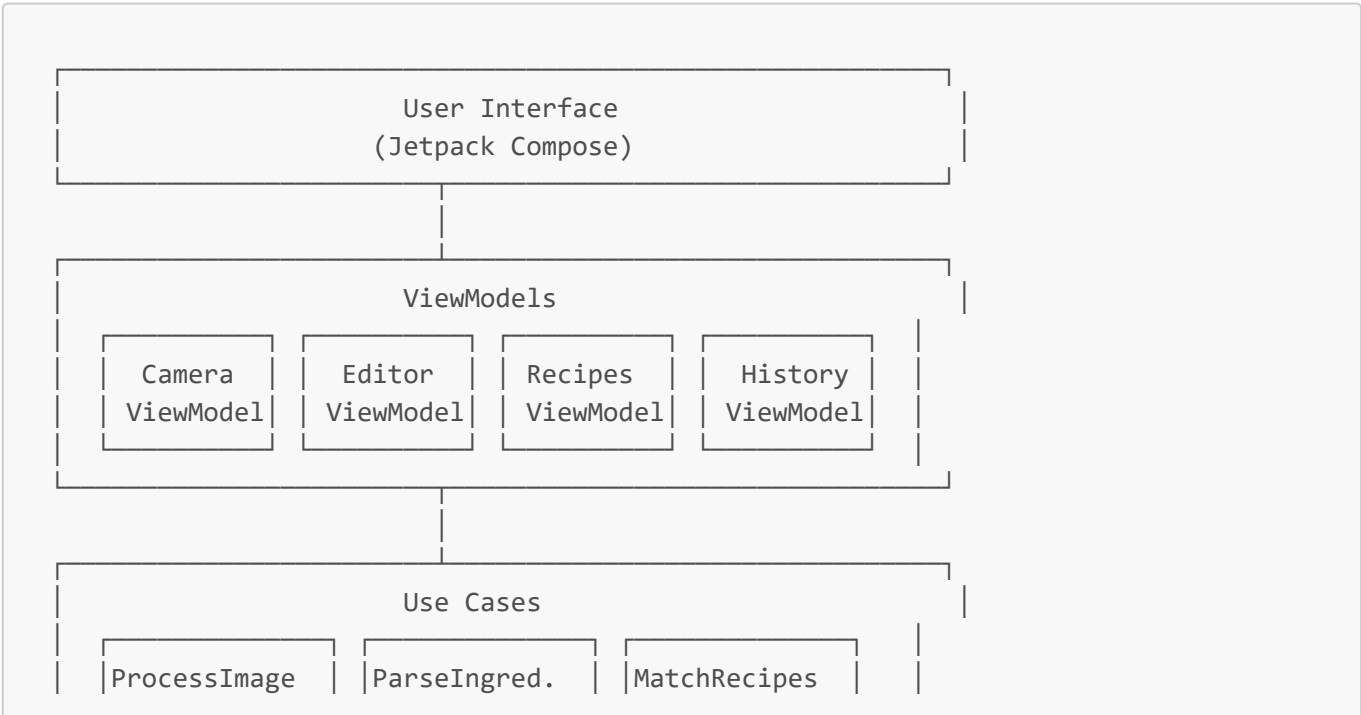 User Interface
(Jetpack Compose)
ViewModels
Camera Editor Recipes History
ViewModel ViewModel ViewModel ViewModel
Use Cases
ProcessImage ParseIngred. MatchRecipes